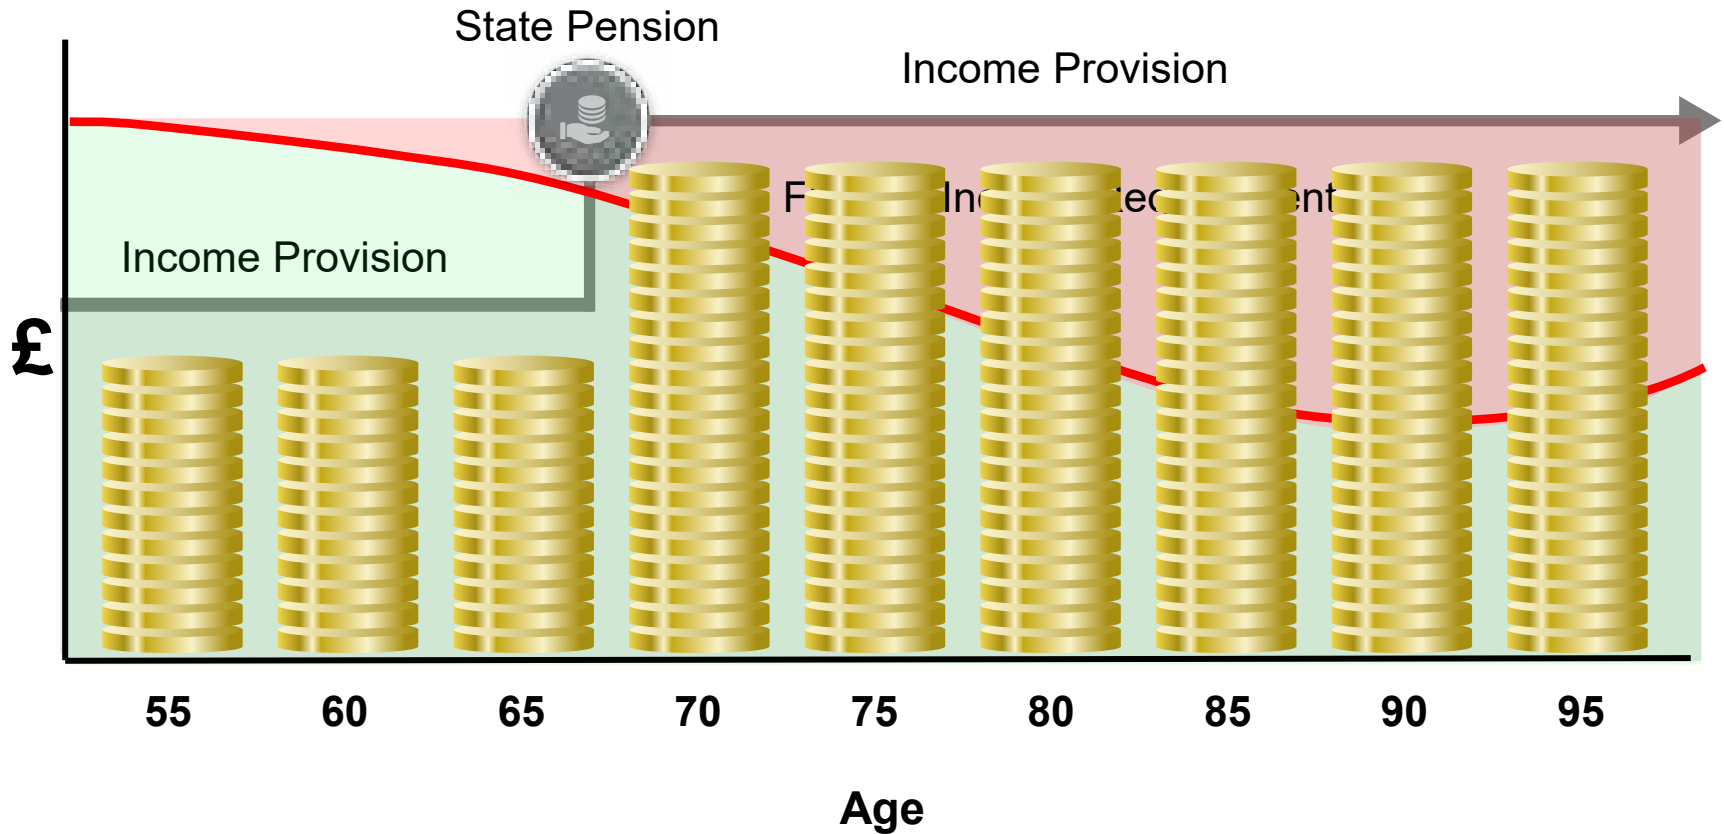 State Pension
Income Provision
Income Provision
£
55 60 65 70 75 80 85 90 95
Age